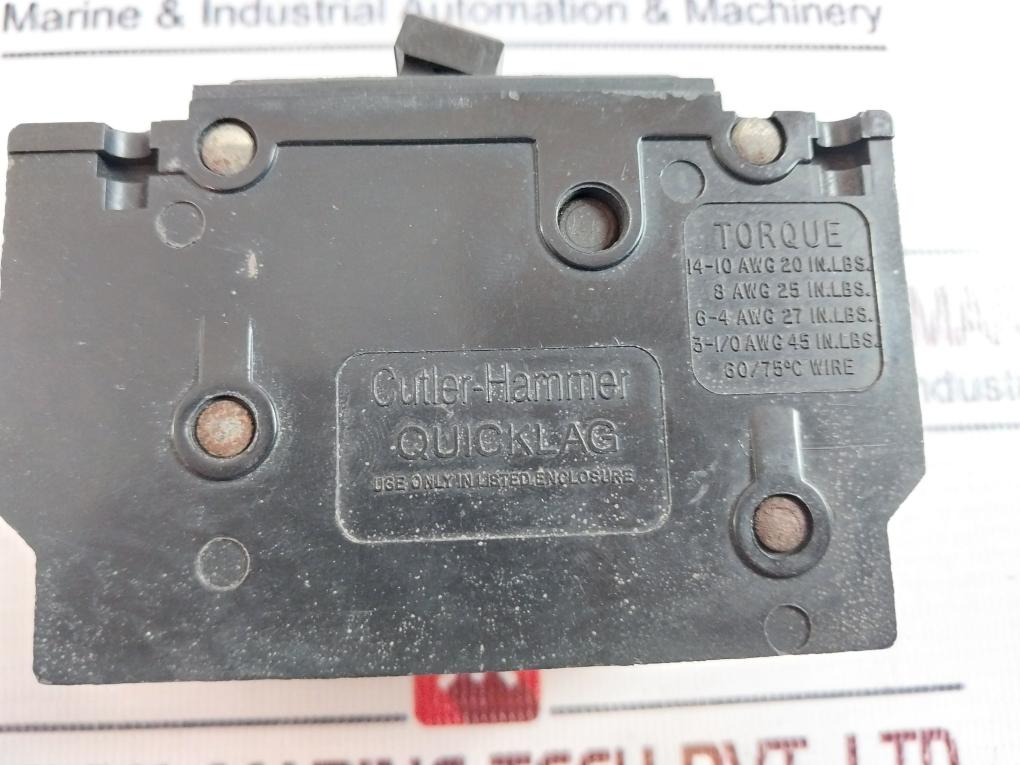 Marine & Industrial Automation & Machinery
TORQUE
14-10 AWG 20 IN.LBS.
8 AWG 25 IN.LBS.
6-4 AWG 27 IN.LBS.
3-1/0 AWG 45 IN.LBS.
60/75°C WIRE
Cutler-Hammer
QUICKLAG
USE ONLY IN LISTED ENCLOSURE
PVT. LTD